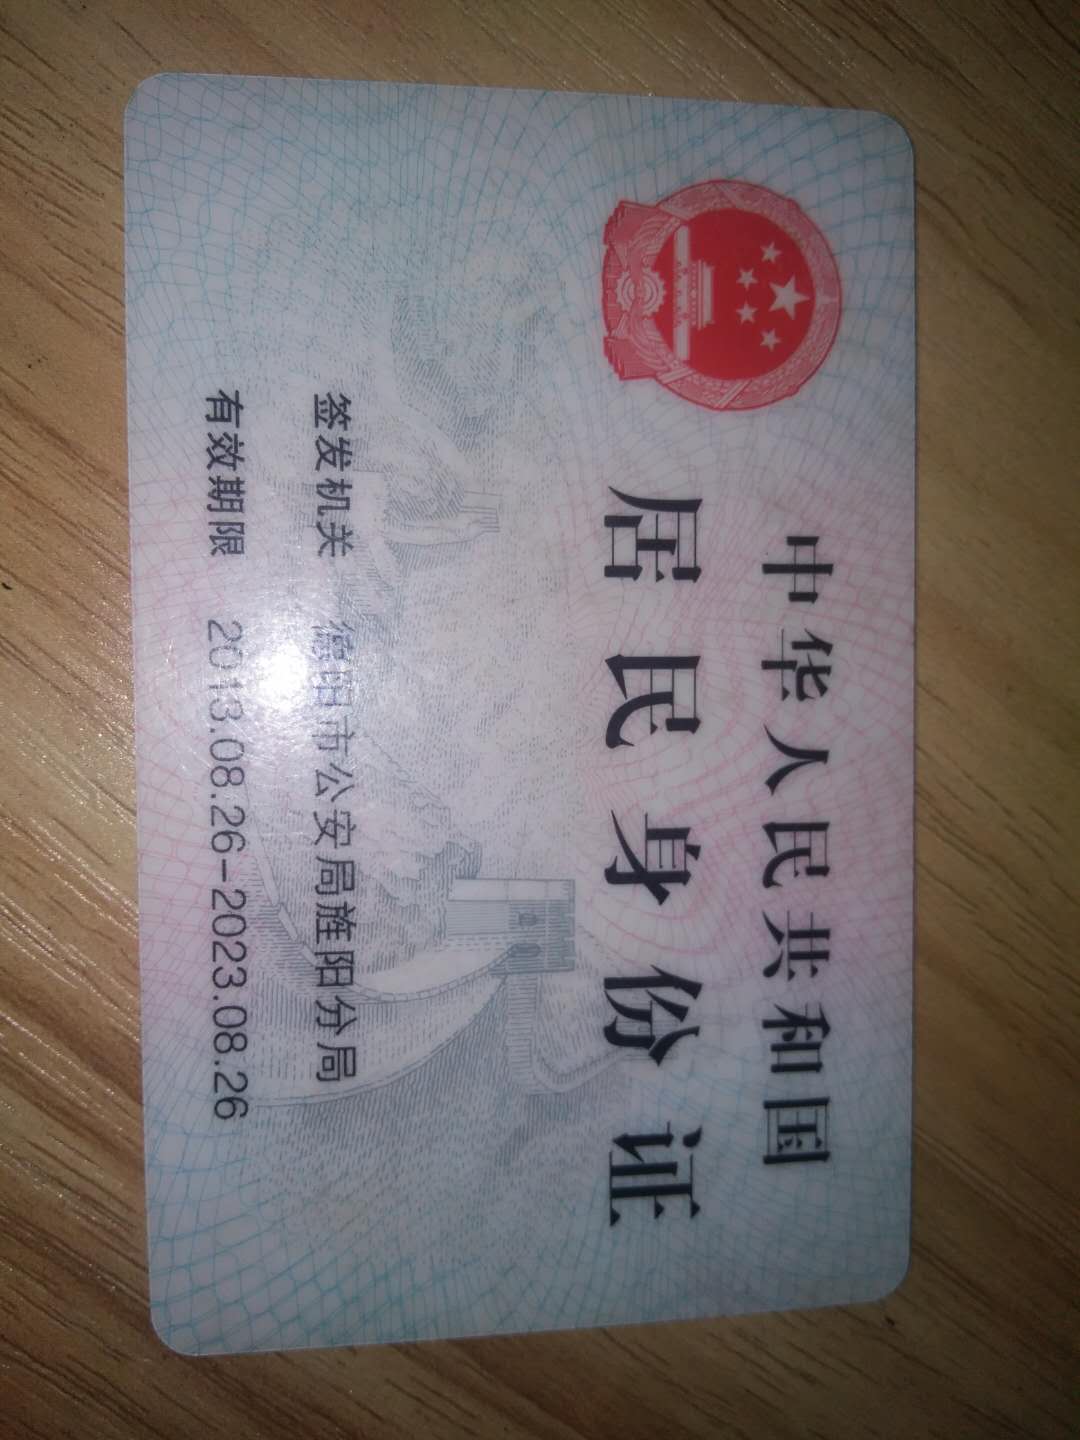 中华人民共和国
居民身份证
签发机关 德阳市公安局旌阳分局
有效期限 2013.08.26-2023.08.26